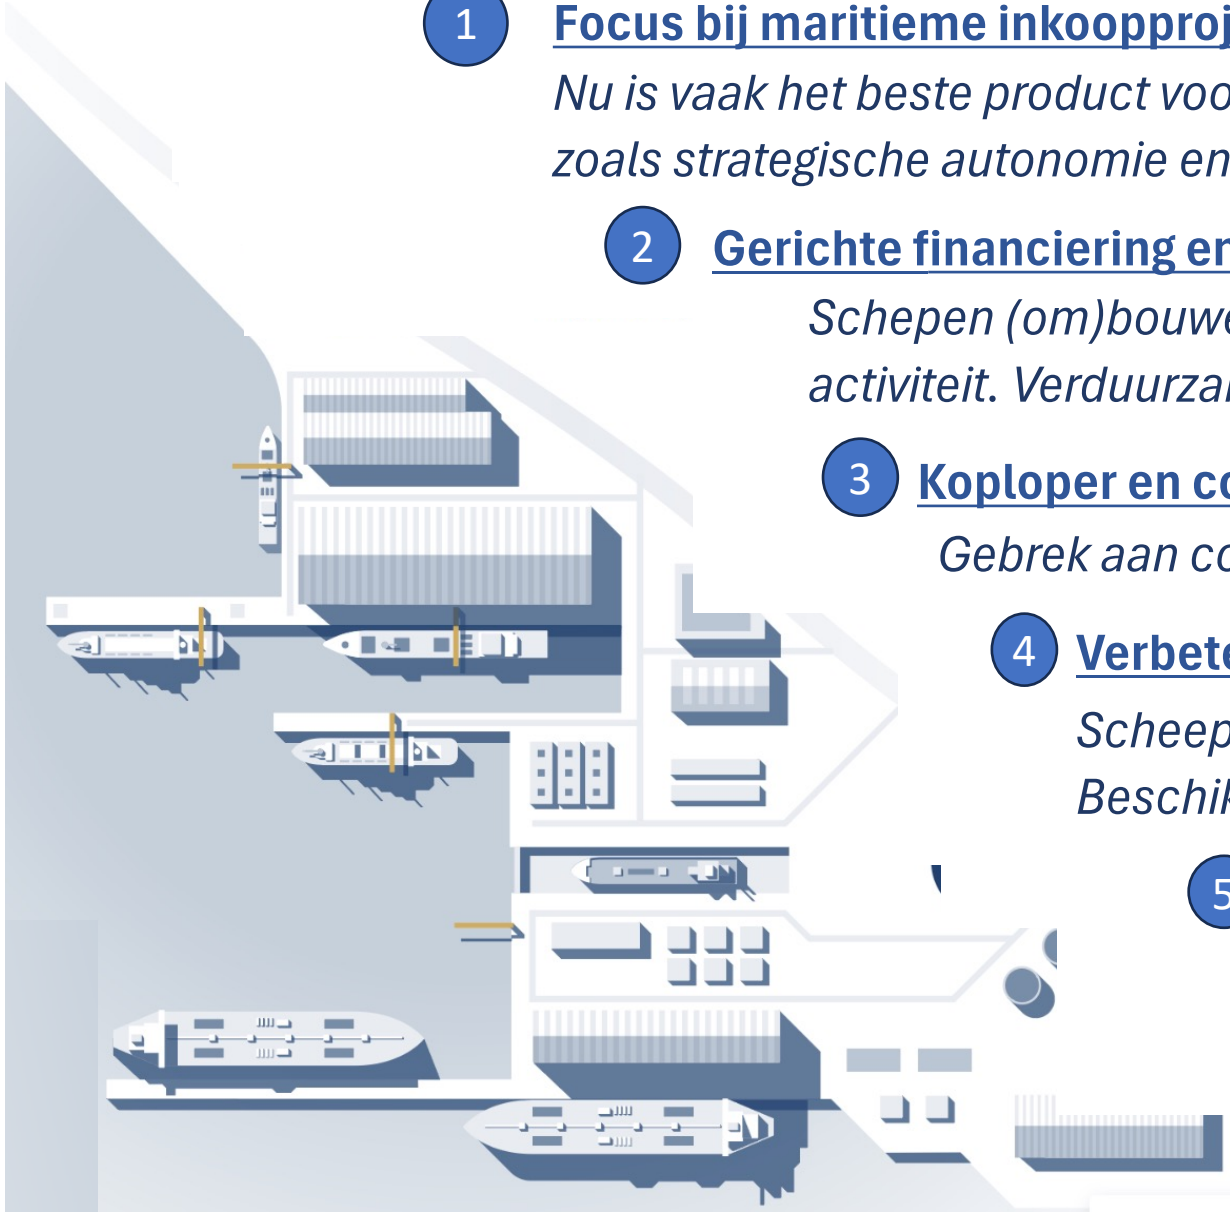 1 Focus bij maritieme inkoopproj
Nu is vaak het beste product voo
zoals strategische autonomie en
2 Gerichte financiering en
Schepen (om)bouwe
activiteit. Verduurza
3 Koploper en co
Gebrek aan co
4 Verbete
Scheep
Beschik
5